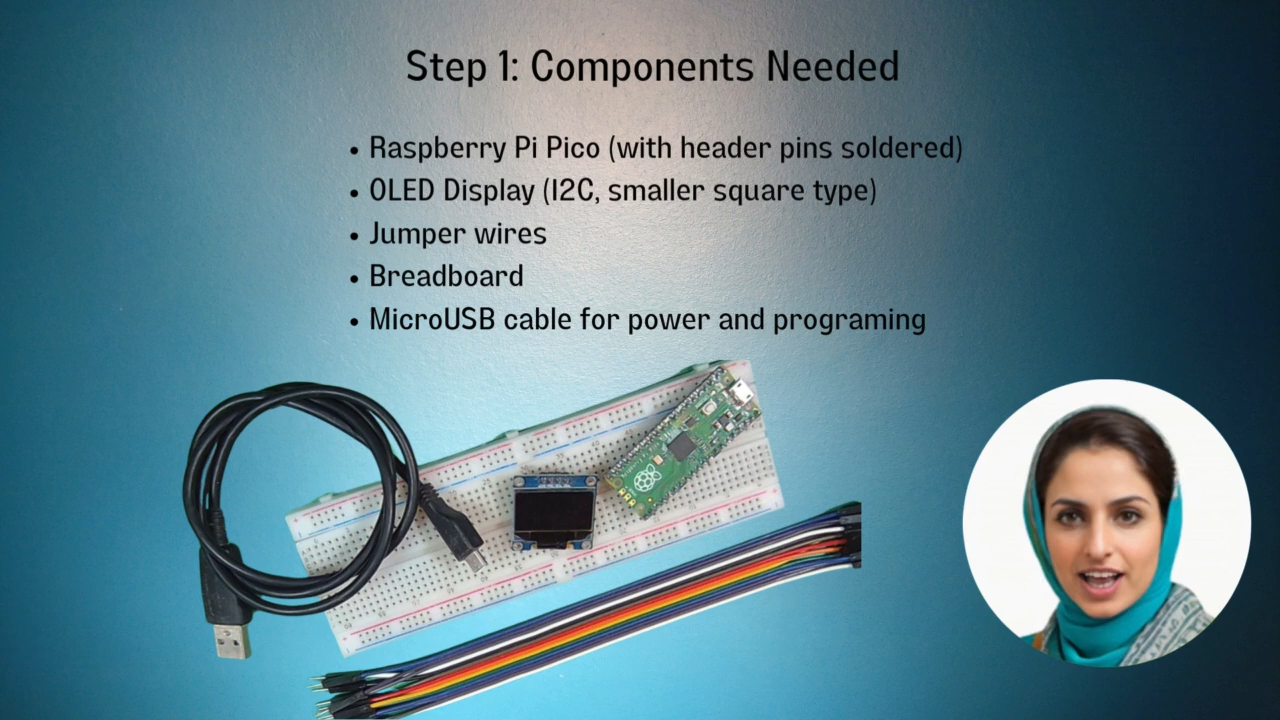 Step 1: Components Needed
• Raspberry Pi Pico (with header pins soldered)
• OLED Display (I2C, smaller square type)
• Jumper wires
• Breadboard
• MicroUSB cable for power and programing